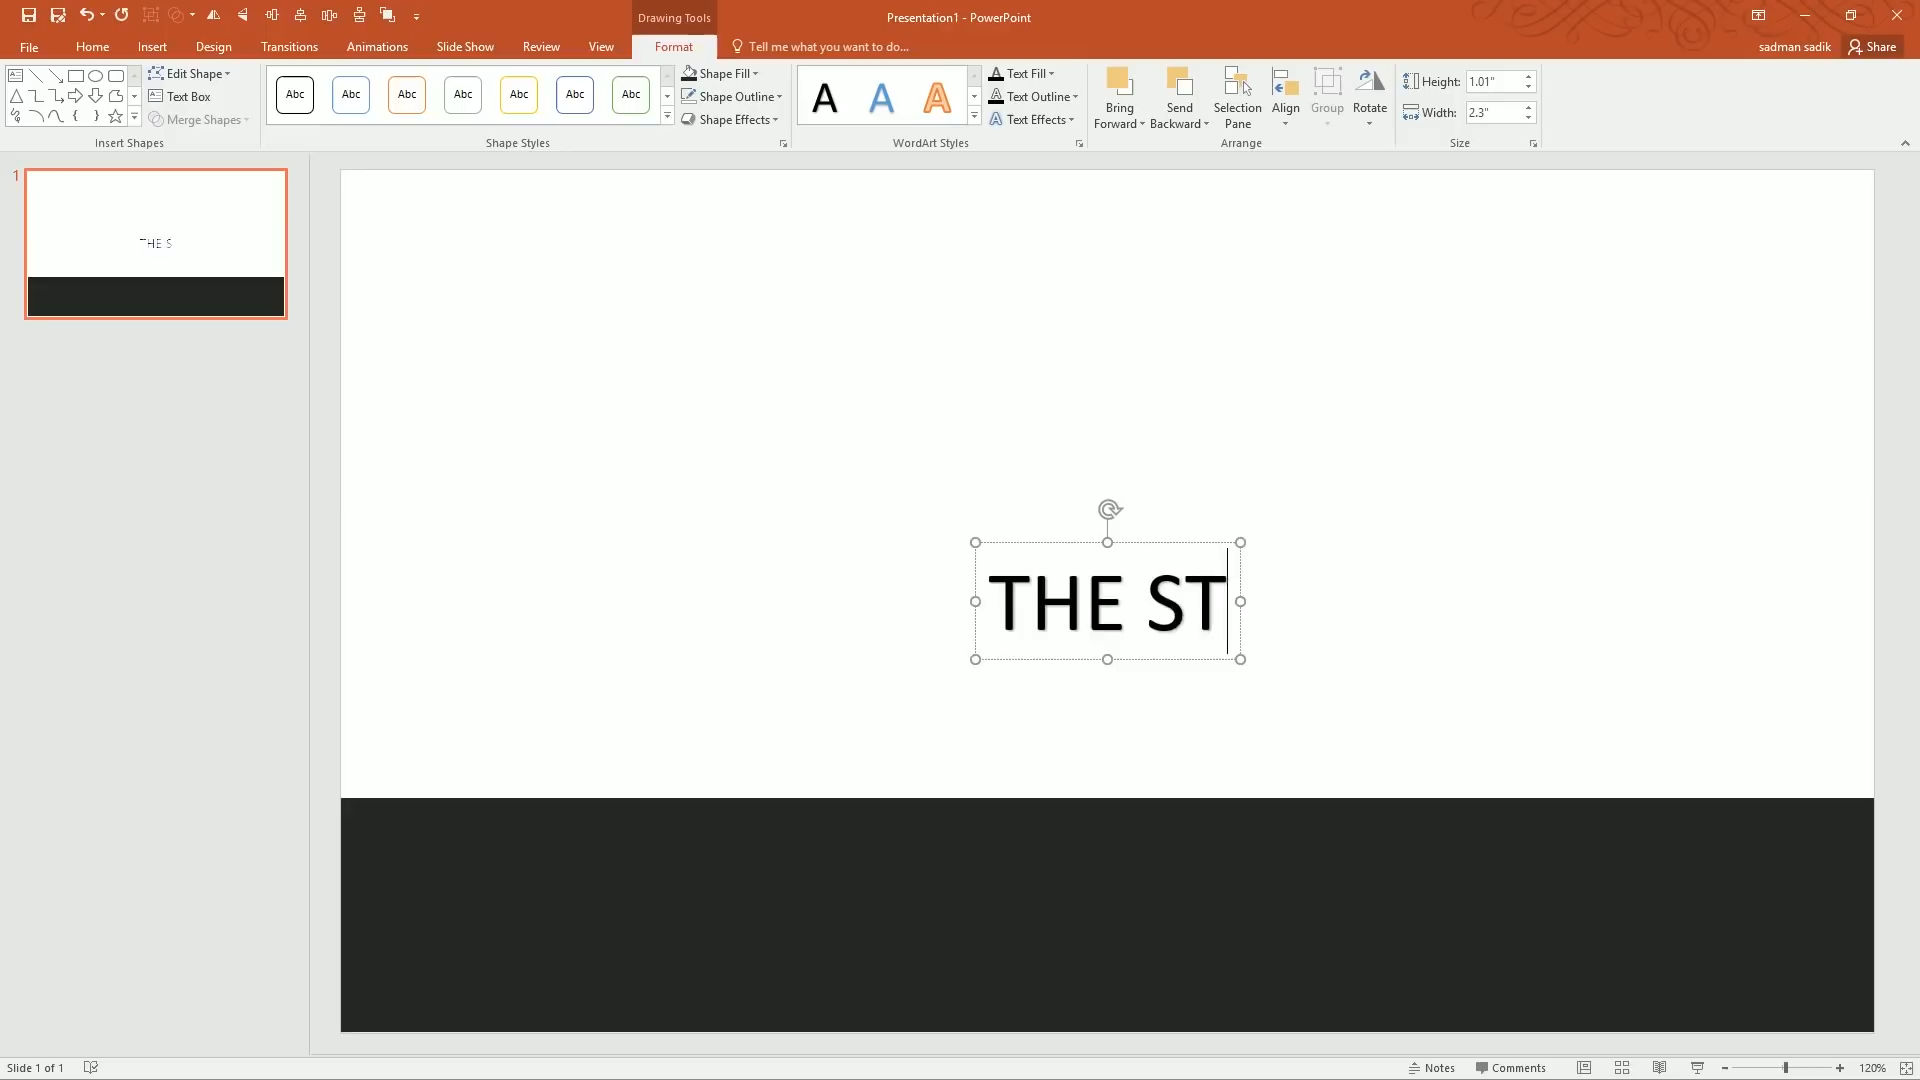 Drawing Tools
Presentation1 - PowerPoint
File Home Insert Design Transitions Animations Slide Show Review View Format Tell me what you want to do... sadman sadik Share
Edit Shape
Text Box
Merge Shapes
Insert Shapes
Abc Abc Abc Abc Abc Abc Abc
Shape Fill
Shape Outline
Shape Effects
Shape Styles
A A A
Text Fill
Text Outline
Text Effects
WordArt Styles
Bring Forward
Send Backward
Selection Pane
Align
Group
Rotate
Arrange
Height: 1.01"
Width: 2.3"
Size
1
THE S
THE ST
Slide 1 of 1
Notes
Comments
120%